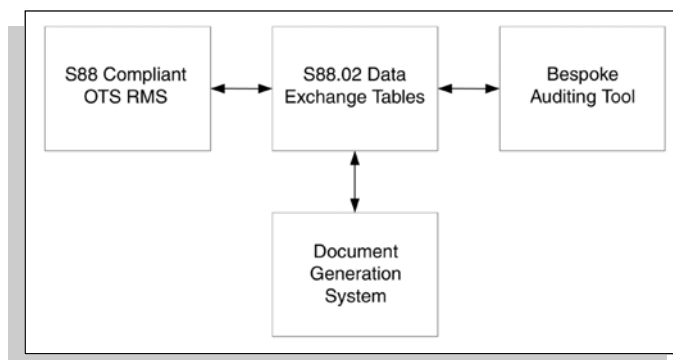 S88 Compliant
OTS RMS
S88.02 Data
Exchange Tables
Bespoke
Auditing Tool
Document
Generation
System